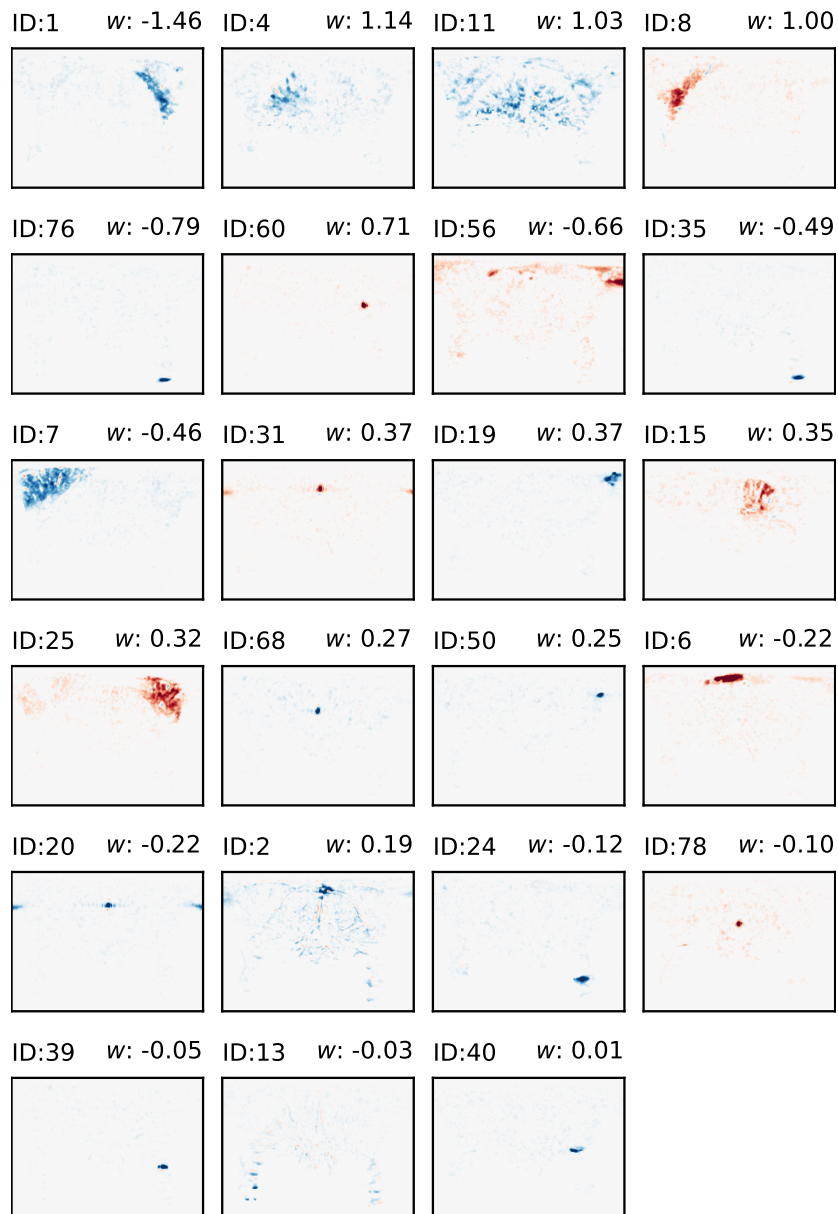 ID:1 w: -1.46 ID:4 w: 1.14 ID:11 w: 1.03 ID:8 w: 1.00
ID:76 w: -0.79 ID:60 w: 0.71 ID:56 w: -0.66 ID:35 w: -0.49
ID:7 w: -0.46 ID:31 w: 0.37 ID:19 w: 0.37 ID:15 w: 0.35
ID:25 w: 0.32 ID:68 w: 0.27 ID:50 w: 0.25 ID:6 w: -0.22
ID:20 w: -0.22 ID:2 w: 0.19 ID:24 w: -0.12 ID:78 w: -0.10
ID:39 w: -0.05 ID:13 w: -0.03 ID:40 w: 0.01